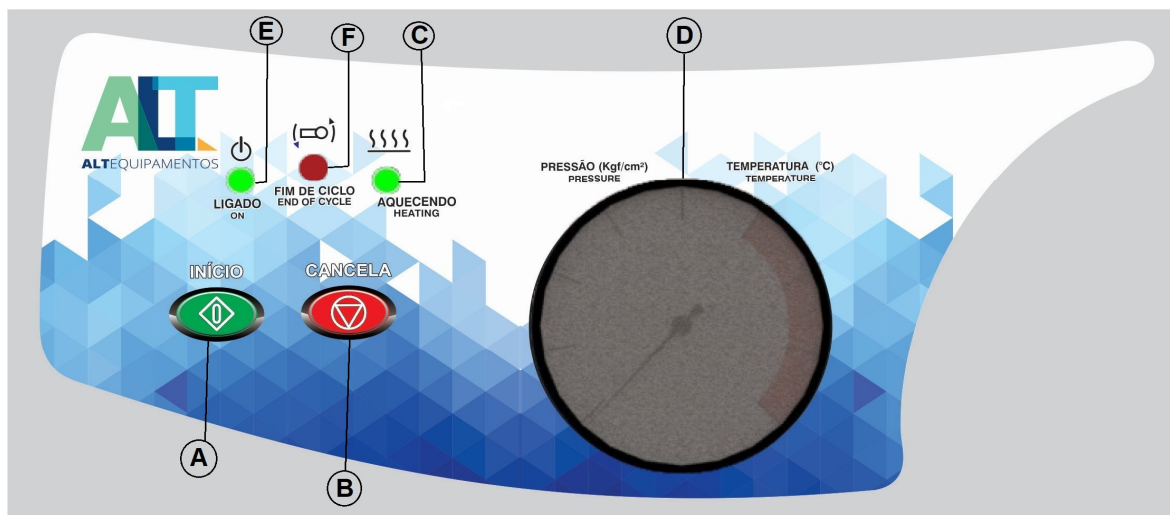 E
F
C
D
ALT
ALTEQUIPAMENTOS
LIGADO
ON
FIM DE CICLO
END OF CYCLE
AQUECENDO
HEATING
PRESSÃO (Kgf/cm²)
PRESSURE
TEMPERATURA (°C)
TEMPERATURE
INÍCIO
CANCELA
A
B